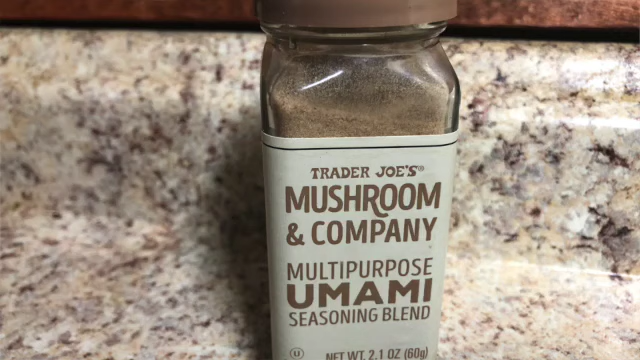 TRADER JOE'S®
MUSHROOM
& COMPANY
MULTIPURPOSE
UMAMI
SEASONING BLEND
U NET WT. 2.1 OZ (60g)